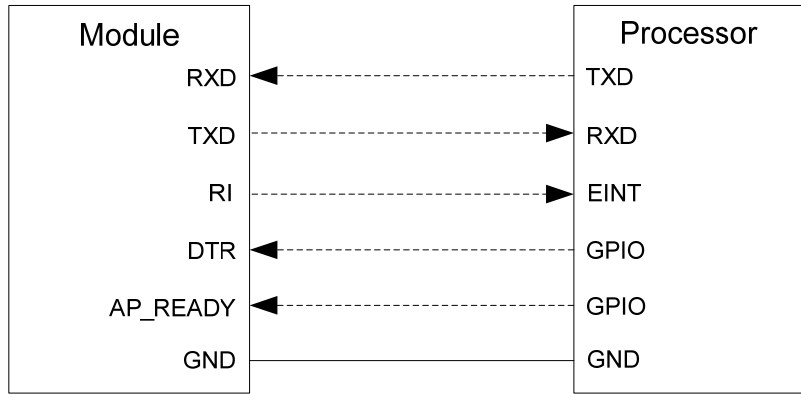 Module Processor
RXD TXD
TXD RXD
RI EINT
DTR GPIO
AP_READY GPIO
GND GND